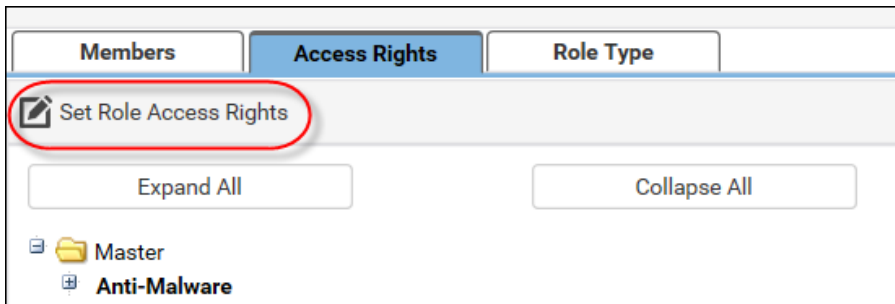 Members Access Rights Role Type
Set Role Access Rights
Expand All Collapse All
Master
Anti-Malware